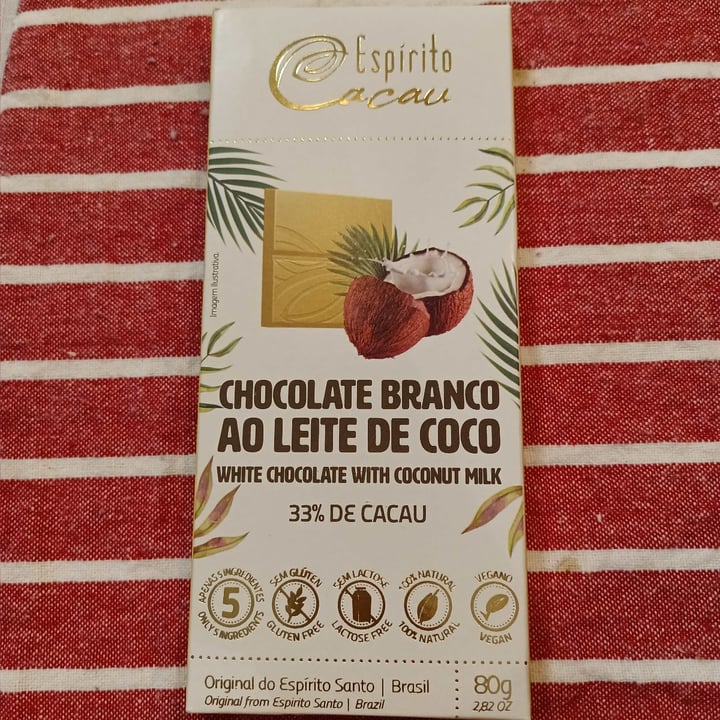 Espírito
Cacau
Imagem ilustrativa.
CHOCOLATE BRANCO
AO LEITE DE COCO
WHITE CHOCOLATE WITH COCONUT MILK
33% DE CACAU
APENAS 5 INGREDIENTES
5
ONLY 5 INGREDIENTS
SEM GLÚTEN
GLUTEN FREE
SEM LACTOSE
LACTOSE FREE
100% NATURAL
100% NATURAL
VEGANO
VEGAN
Original do Espírito Santo | Brasil
Original from Espirito Santo | Brazil
80g
2,82 OZ